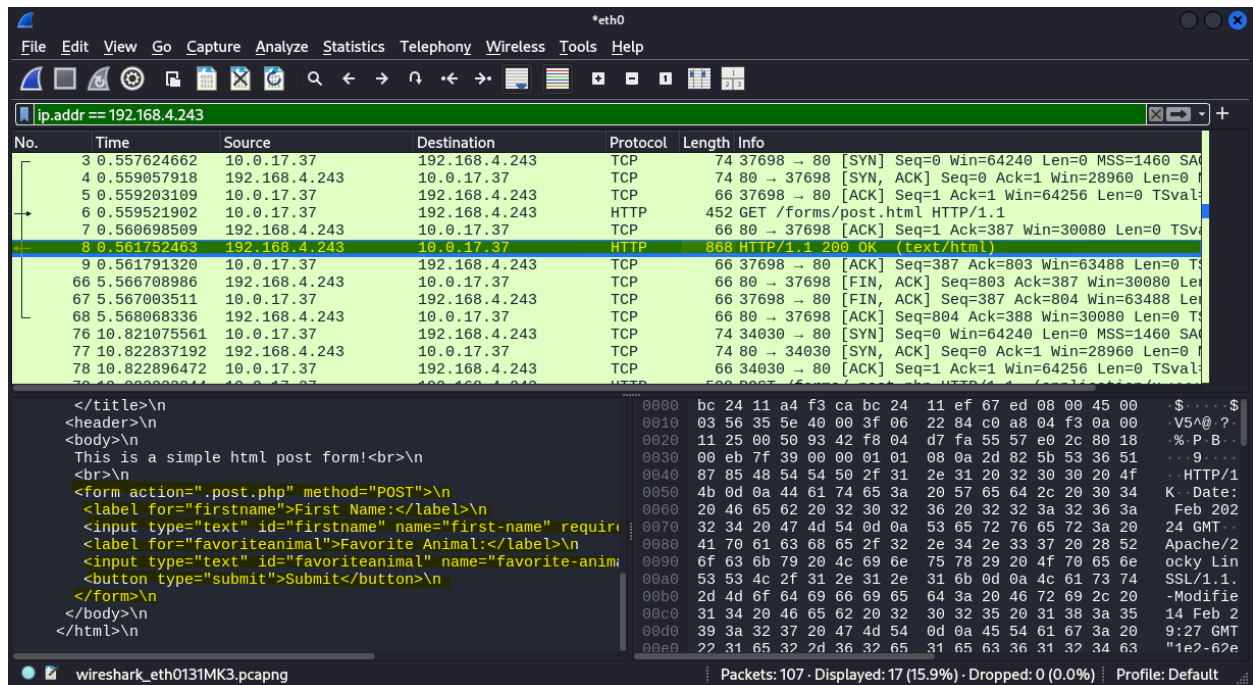 *eth0
File Edit View Go Capture Analyze Statistics Telephony Wireless Tools Help
ip.addr == 192.168.4.243
No. Time Source Destination Protocol Length Info
3 0.557624662 10.0.17.37 192.168.4.243 TCP 74 37698 → 80 [SYN] Seq=0 Win=64240 Len=0 MSS=1460 SA
4 0.559057918 192.168.4.243 10.0.17.37 TCP 74 80 → 37698 [SYN, ACK] Seq=0 Ack=1 Win=28960 Len=0
5 0.559203109 10.0.17.37 192.168.4.243 TCP 66 37698 → 80 [ACK] Seq=1 Ack=1 Win=64256 Len=0 TSval
6 0.559521902 10.0.17.37 192.168.4.243 HTTP 452 GET /forms/post.html HTTP/1.1
7 0.560698509 192.168.4.243 10.0.17.37 TCP 66 80 → 37698 [ACK] Seq=1 Ack=387 Win=30080 Len=0 TSv
8 0.561752463 192.168.4.243 10.0.17.37 HTTP 868 HTTP/1.1 200 OK (text/html)
9 0.561791320 10.0.17.37 192.168.4.243 TCP 66 37698 → 80 [ACK] Seq=387 Ack=803 Win=63488 Len=0
66 5.566708986 192.168.4.243 10.0.17.37 TCP 66 80 → 37698 [FIN, ACK] Seq=803 Ack=387 Win=30080
67 5.567003511 10.0.17.37 192.168.4.243 TCP 66 37698 → 80 [FIN, ACK] Seq=387 Ack=804 Win=63488
68 5.568068336 192.168.4.243 10.0.17.37 TCP 66 80 → 37698 [ACK] Seq=804 Ack=388 Win=30080 Len=0
76 10.821075561 10.0.17.37 192.168.4.243 TCP 74 34030 → 80 [SYN] Seq=0 Win=64240 Len=0 MSS=1460 SA
77 10.822837192 192.168.4.243 10.0.17.37 TCP 74 80 → 34030 [SYN, ACK] Seq=0 Ack=1 Win=28960 Len=0
78 10.822896472 10.0.17.37 192.168.4.243 TCP 66 34030 → 80 [ACK] Seq=1 Ack=1 Win=64256 Len=0 TSval
</title>\n
<header>\n
<body>\n
This is a simple html post form!<br>\n
<br>\n
<form action=".post.php" method="POST">\n
<label for="firstname">First Name:</label>\n
<input type="text" id="firstname" name="first-name" require
<label for="favoriteanimal">Favorite Animal:</label>\n
<input type="text" id="favoriteanimal" name="favorite-anima
<button type="submit">Submit</button>\n
</form>\n
</body>\n
</html>\n
0000 bc 24 11 a4 f3 ca bc 24 11 ef 67 ed 08 00 45 00 ·$·····$
0010 03 56 35 5e 40 00 3f 06 22 84 c0 a8 04 f3 0a 00 ·V5^@·?·
0020 11 25 00 50 93 42 f8 04 d7 fa 55 57 e0 2c 80 18 ·%·P·B··
0030 00 eb 7f 39 00 00 01 01 08 0a 2d 82 5b 53 36 51 ···9····
0040 87 85 48 54 54 50 2f 31 2e 31 20 32 30 30 20 4f ··HTTP/1
0050 4b 0d 0a 44 61 74 65 3a 20 57 65 64 2c 20 30 34 K··Date:
0060 20 46 65 62 20 32 30 32 36 20 32 32 3a 32 36 3a Feb 202
0070 32 34 20 47 4d 54 0d 0a 53 65 72 76 65 72 3a 20 24 GMT··
0080 41 70 61 63 68 65 2f 32 2e 34 2e 33 37 20 28 52 Apache/2
0090 6f 63 6b 79 20 4c 69 6e 75 78 29 20 4f 70 65 6e ocky Lin
00a0 53 53 4c 2f 31 2e 31 2e 31 6b 0d 0a 4c 61 73 74 SSL/1.1.
00b0 2d 4d 6f 64 69 66 69 65 64 3a 20 46 72 69 2c 20 -Modifie
00c0 31 34 20 46 65 62 20 32 30 32 35 20 31 38 3a 35 14 Feb 2
00d0 39 3a 32 37 20 47 4d 54 0d 0a 45 54 61 67 3a 20 9:27 GMT
00e0 22 31 65 32 2d 36 32 65 31 65 63 36 31 32 34 63 "1e2-62e
wireshark_eth0131MK3.pcapng
Packets: 107 · Displayed: 17 (15.9%) · Dropped: 0 (0.0%)
Profile: Default